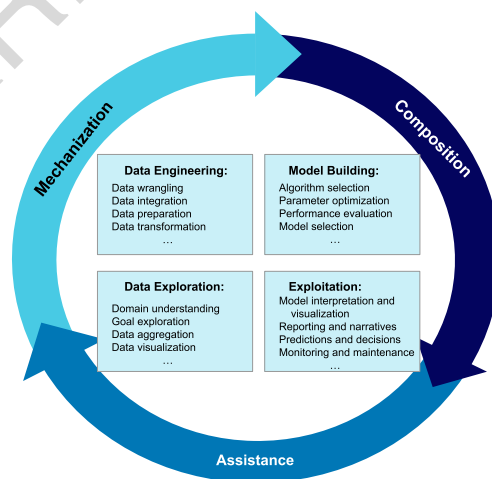 Mechanization
Composition
Data Engineering:
Data wrangling
Data integration
Data preparation
Data transformation
…
Model Building:
Algorithm selection
Parameter optimization
Performance evaluation
Model selection
…
Data Exploration:
Domain understanding
Goal exploration
Data aggregation
Data visualization
…
Exploitation:
Model interpretation and
visualization
Reporting and narratives
Predictions and decisions
Monitoring and maintenance
…
Assistance